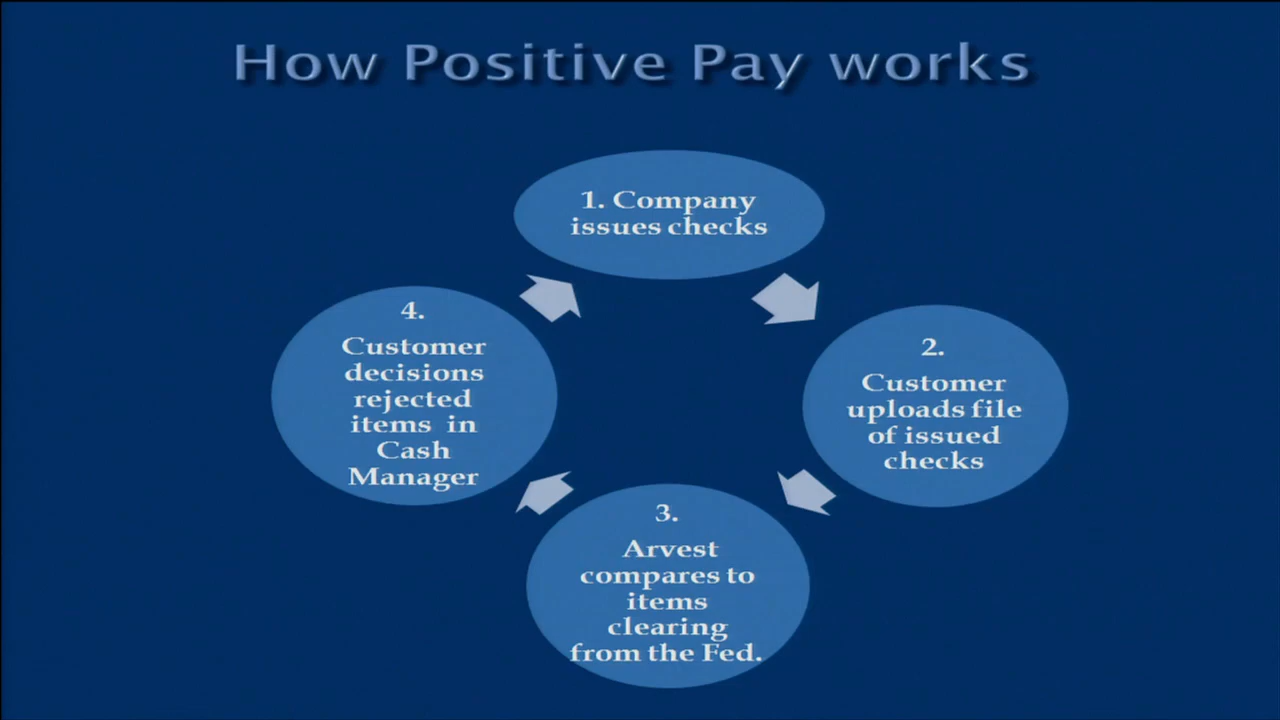 How Positive Pay works
1. Company
issues checks
2.
Customer
uploads file
of issued
checks
3.
Arvest
compares to
items
clearing
from the Fed.
4.
Customer
decisions
rejected
items in
Cash
Manager